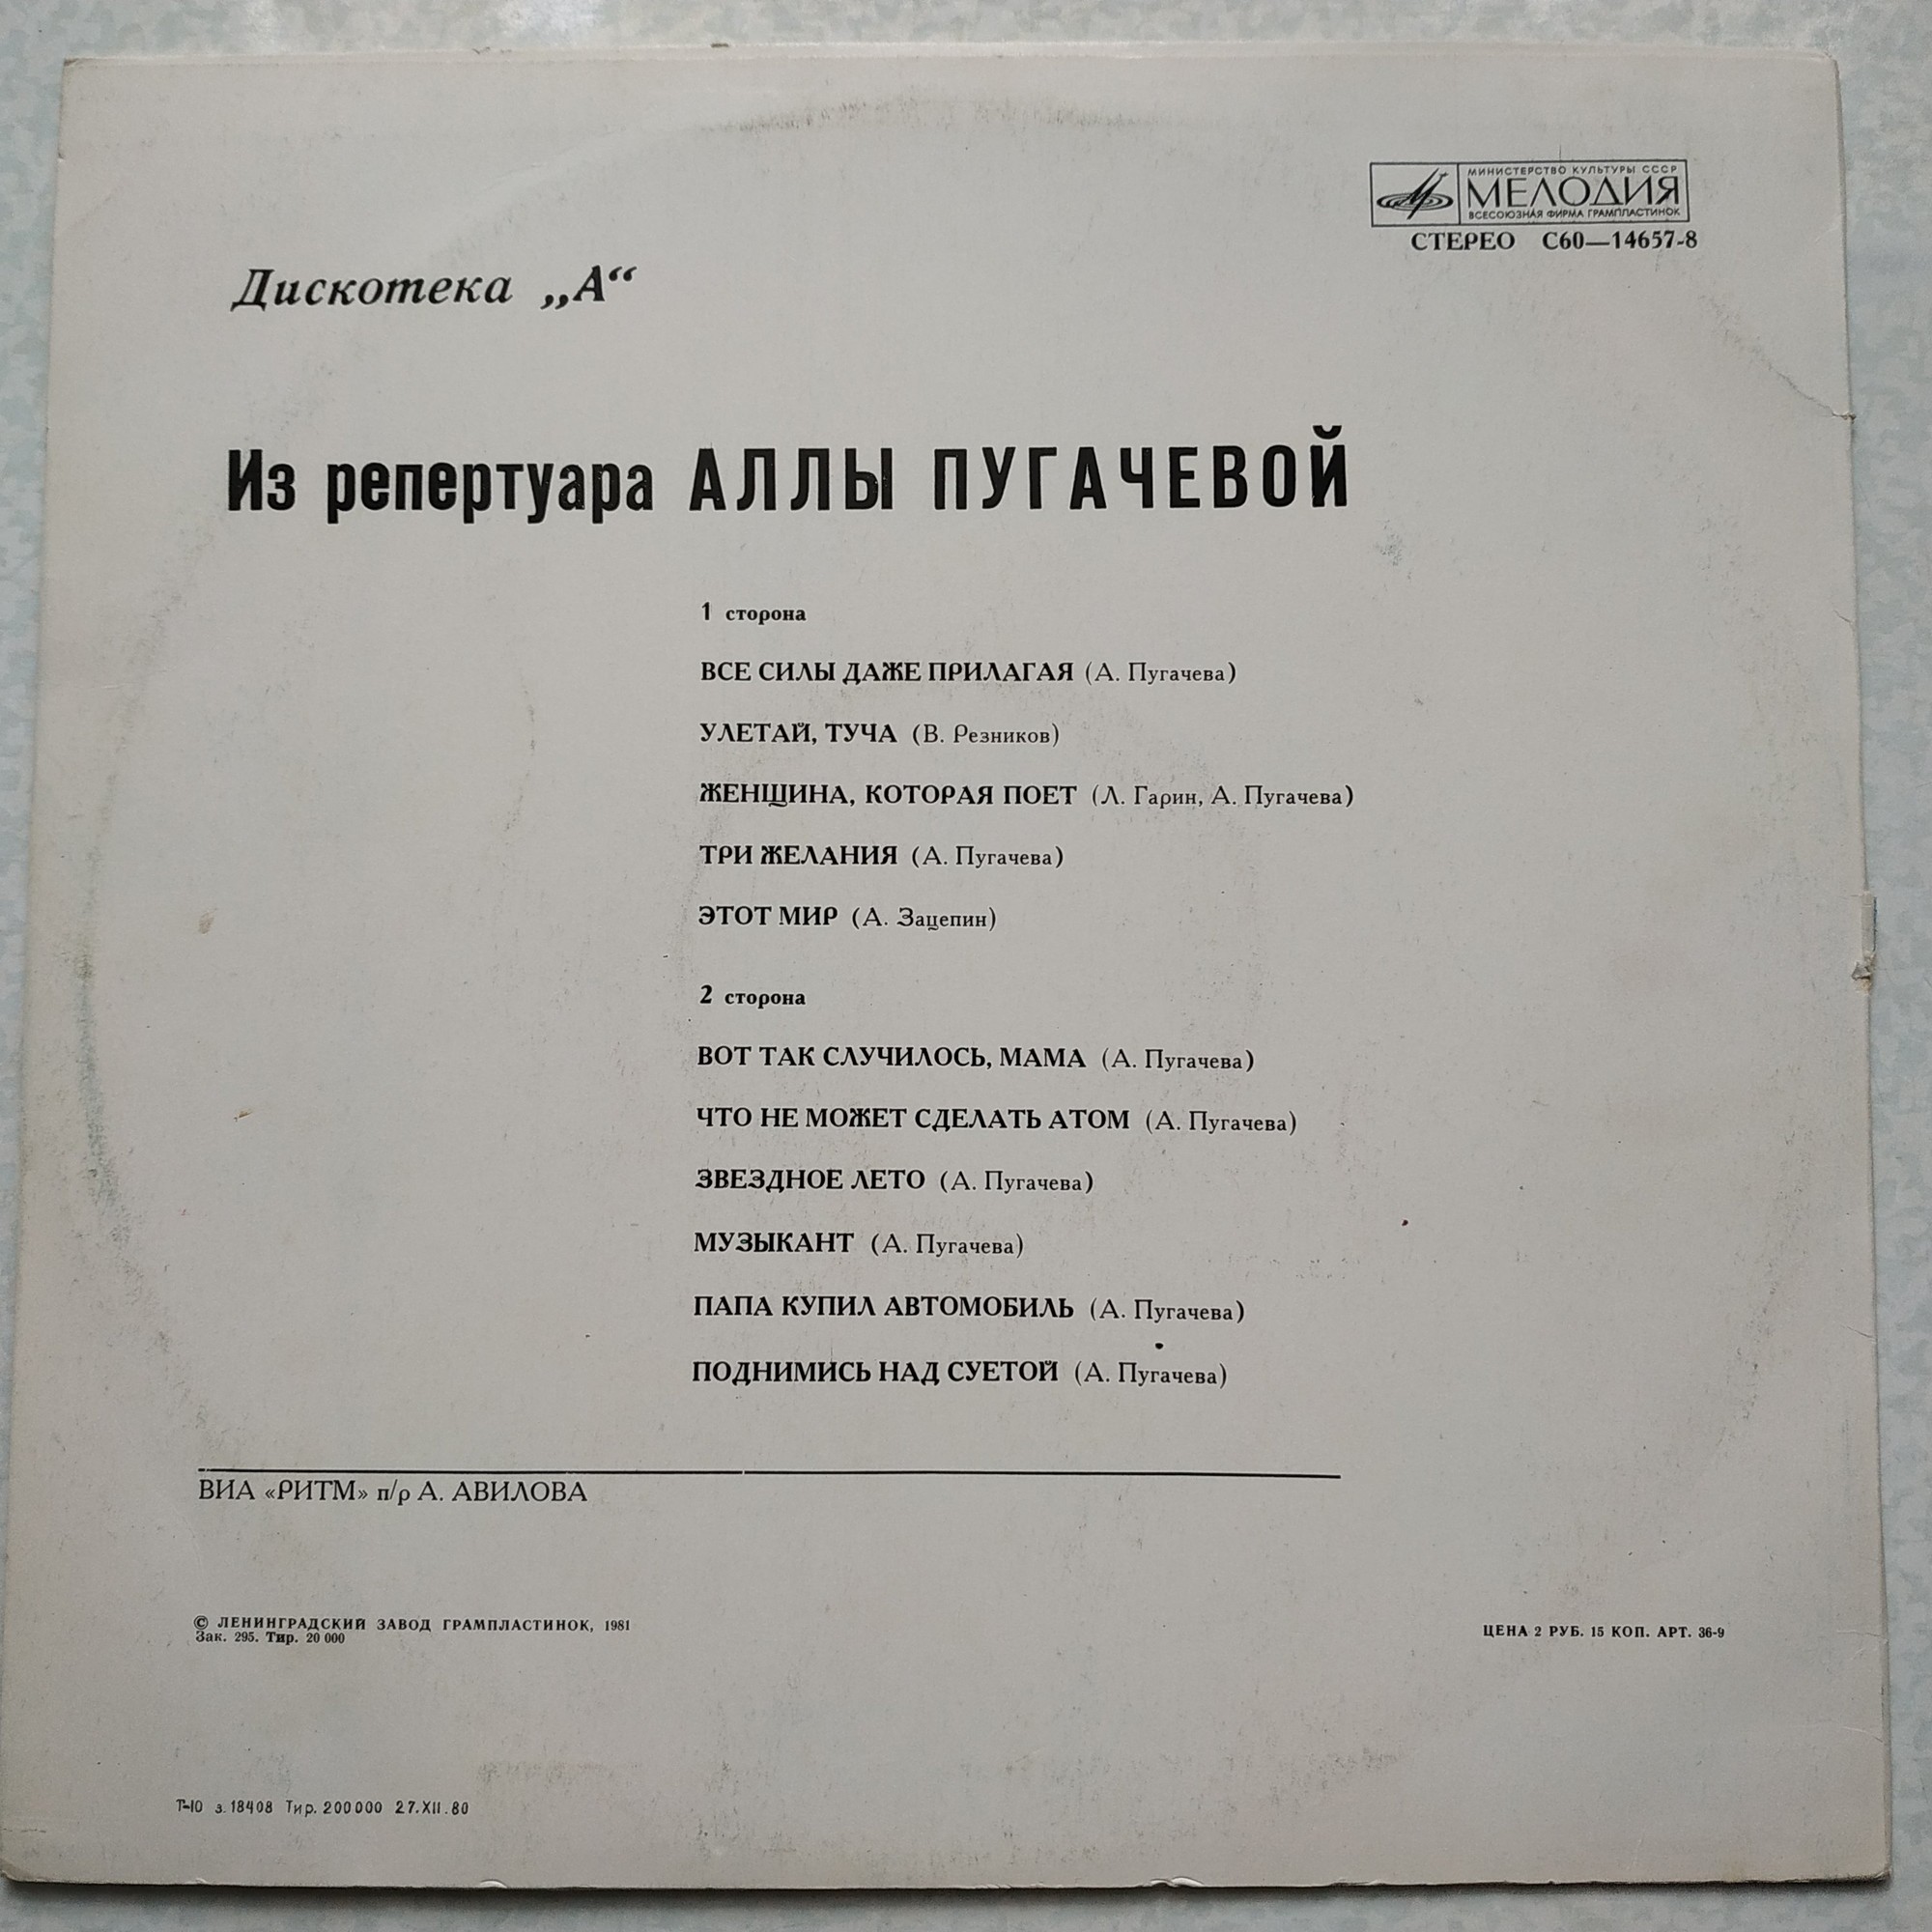 МИНИСТЕРСТВО КУЛЬТУРЫ СССР
МЕЛОДИЯ
ВСЕСОЮЗНАЯ ФИРМА ГРАМПЛАСТИНОК
СТЕРЕО С60—14657-8
Дискотека „А“
Из репертуара АЛЛЫ ПУГАЧЕВОЙ
1 сторона
ВСЕ СИЛЫ ДАЖЕ ПРИЛАГАЯ (А. Пугачева)
УЛЕТАЙ, ТУЧА (В. Резников)
ЖЕНЩИНА, КОТОРАЯ ПОЕТ (Л. Гарин, А. Пугачева)
ТРИ ЖЕЛАНИЯ (А. Пугачева)
ЭТОТ МИР (А. Зацепин)
2 сторона
ВОТ ТАК СЛУЧИЛОСЬ, МАМА (А. Пугачева)
ЧТО НЕ МОЖЕТ СДЕЛАТЬ АТОМ (А. Пугачева)
ЗВЕЗДНОЕ ЛЕТО (А. Пугачева)
МУЗЫКАНТ (А. Пугачева)
ПАПА КУПИЛ АВТОМОБИЛЬ (А. Пугачева)
ПОДНИМИСЬ НАД СУЕТОЙ (А. Пугачева)
ВИА «РИТМ» п/р А. АВИЛОВА
© ЛЕНИНГРАДСКИЙ ЗАВОД ГРАМПЛАСТИНОК, 1981
Зак. 295. Тир. 20 000
ЦЕНА 2 РУБ. 15 КОП. АРТ. 36-9
Т-10 з. 18408 Тир. 200000 27.XII.80